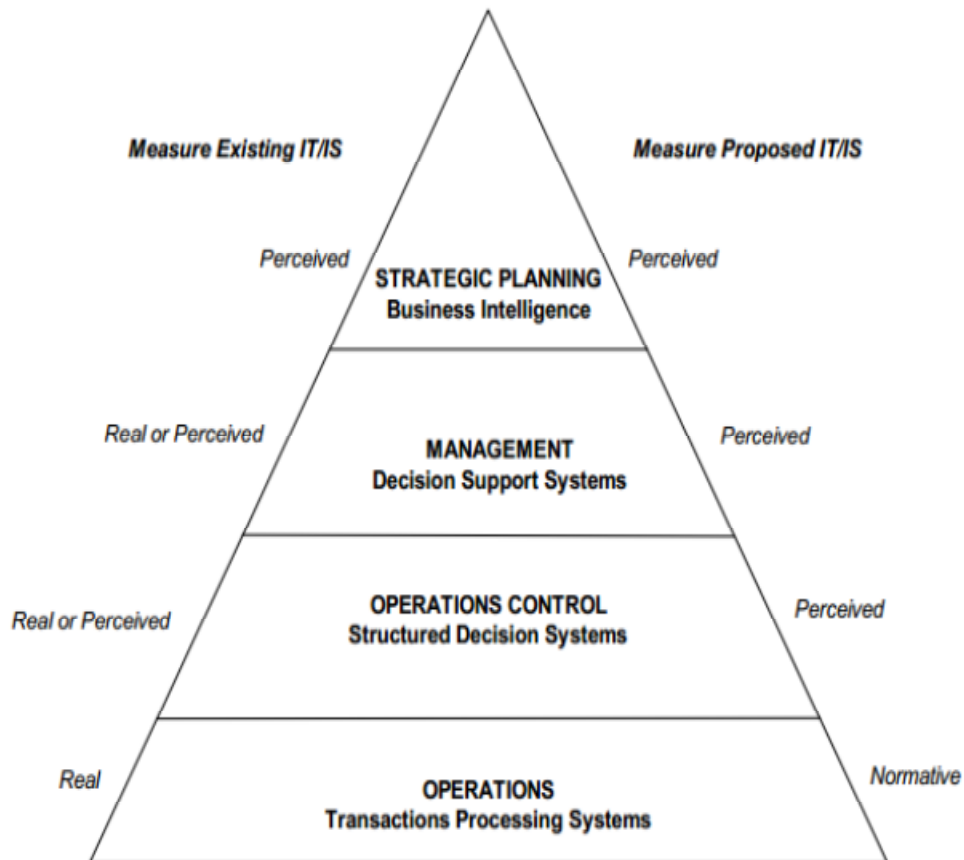 Measure Existing IT/IS
Measure Proposed IT/IS
Perceived
Perceived
STRATEGIC PLANNING
Business Intelligence
Real or Perceived
Perceived
MANAGEMENT
Decision Support Systems
Real or Perceived
Perceived
OPERATIONS CONTROL
Structured Decision Systems
Real
Normative
OPERATIONS
Transactions Processing Systems